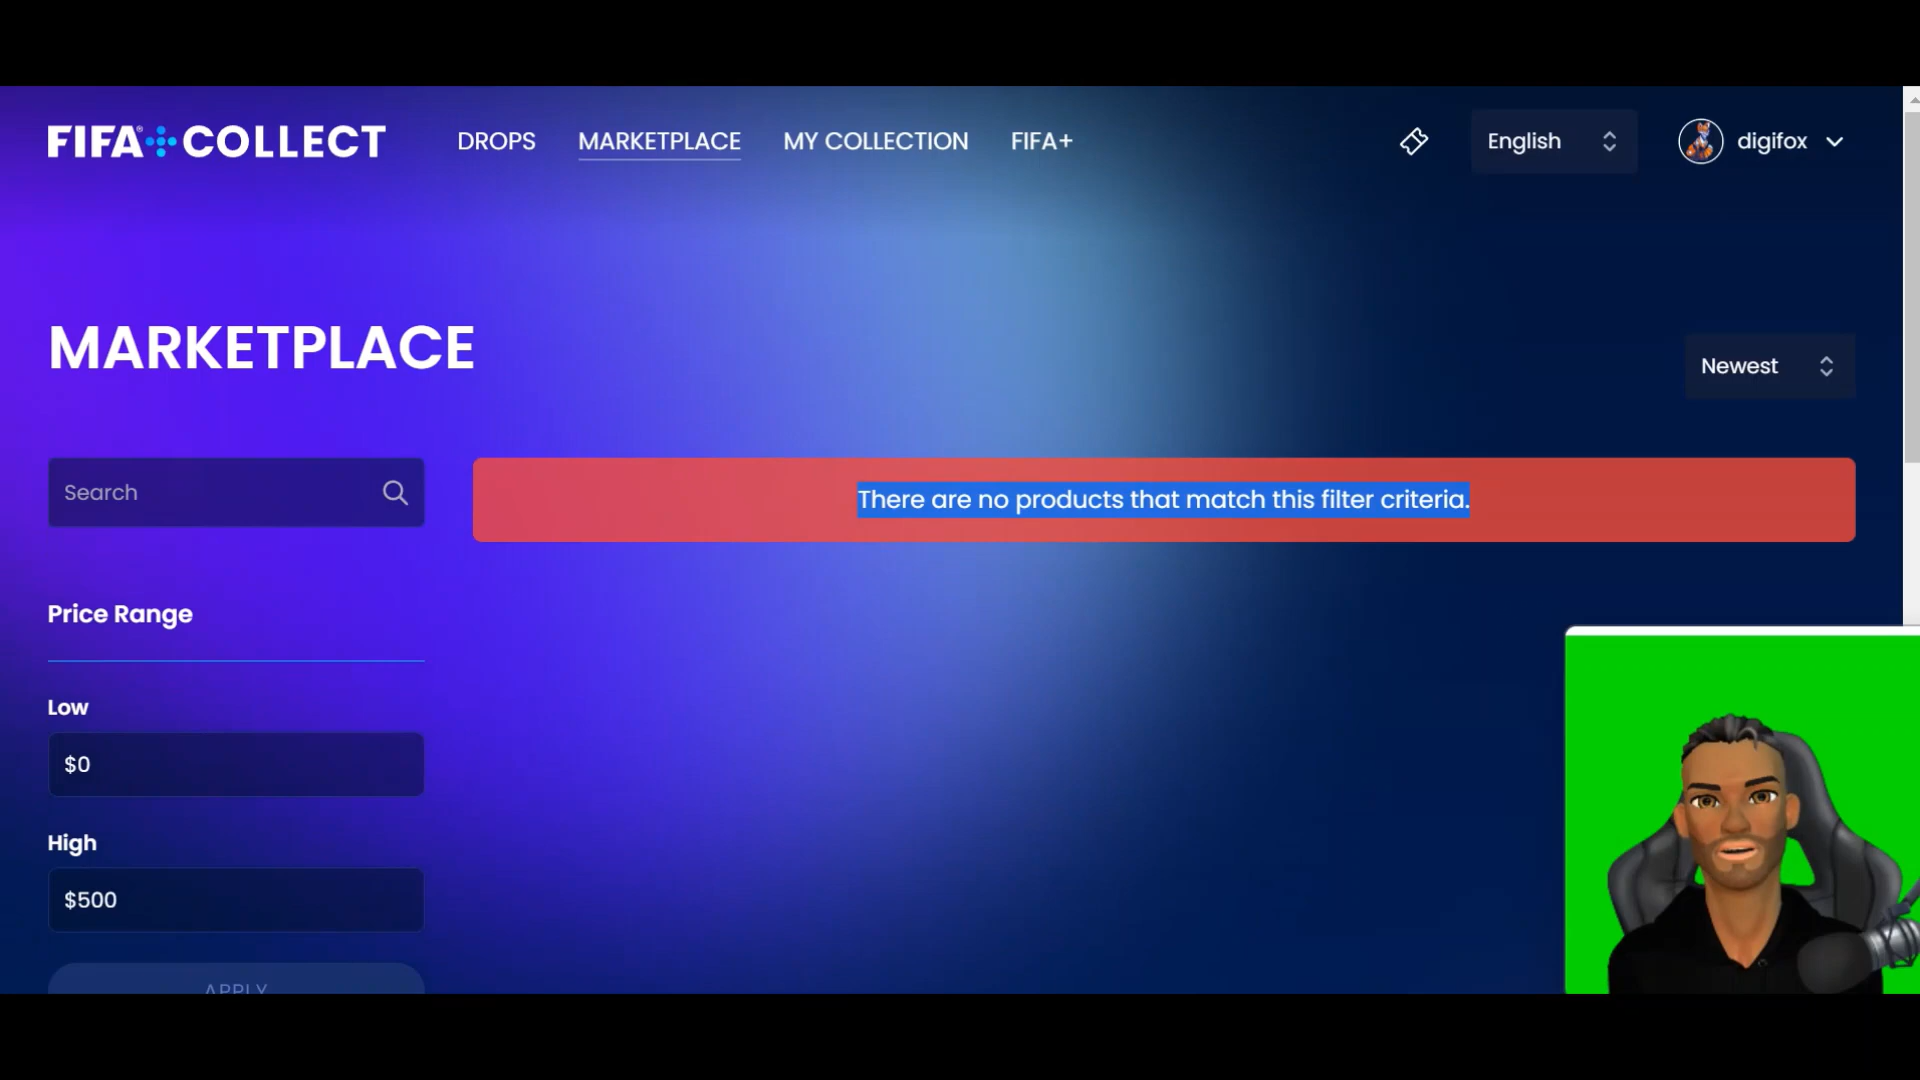 FIFA+COLLECT
DROPS
MARKETPLACE
MY COLLECTION
FIFA+
English
digifox
MARKETPLACE
Newest
Search
There are no products that match this filter criteria.
Price Range
Low
$0
High
$500
APPLY